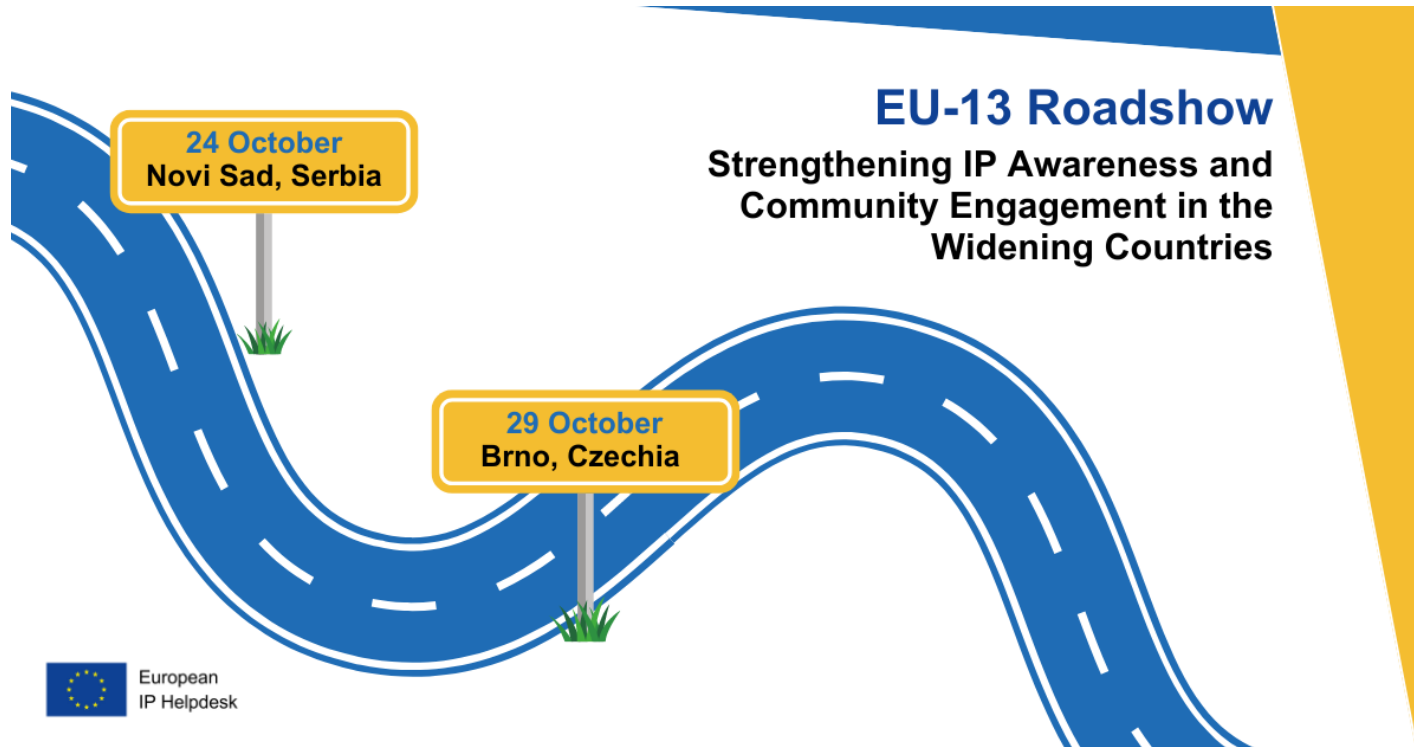 EU-13 Roadshow
Strengthening IP Awareness and
Community Engagement in the
Widening Countries
24 October
Novi Sad, Serbia
29 October
Brno, Czechia
European
IP Helpdesk